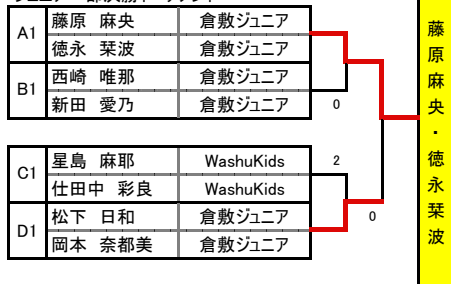 A1 藤原 麻央 倉敷ジュニア
徳永 栞波 倉敷ジュニア
B1 西崎 唯那 倉敷ジュニア
新田 愛乃 倉敷ジュニア
0
C1 星島 麻耶 WashuKids
仕田中 彩良 WashuKids
2
D1 松下 日和 倉敷ジュニア
岡本 奈都美 倉敷ジュニア
0
藤原麻央・徳永栞波